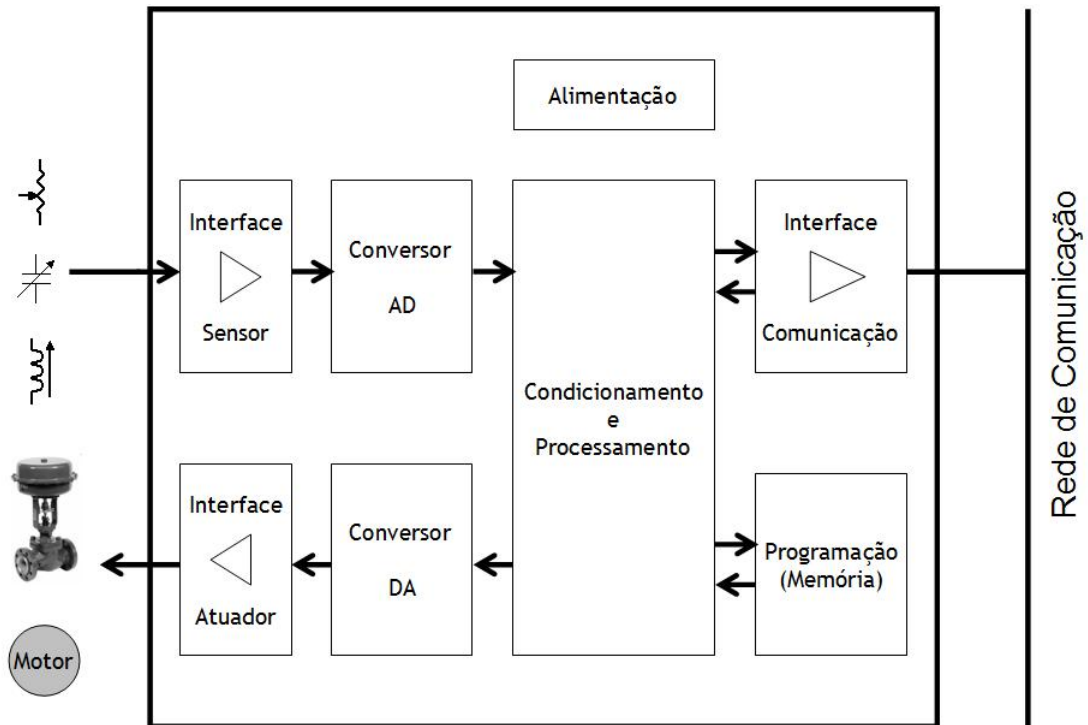 Alimentação
Interface
Sensor
Conversor
AD
Condicionamento
e
Processamento
Interface
Comunicação
Interface
Atuador
Conversor
DA
Programação
(Memória)
Motor
Rede de Comunicação